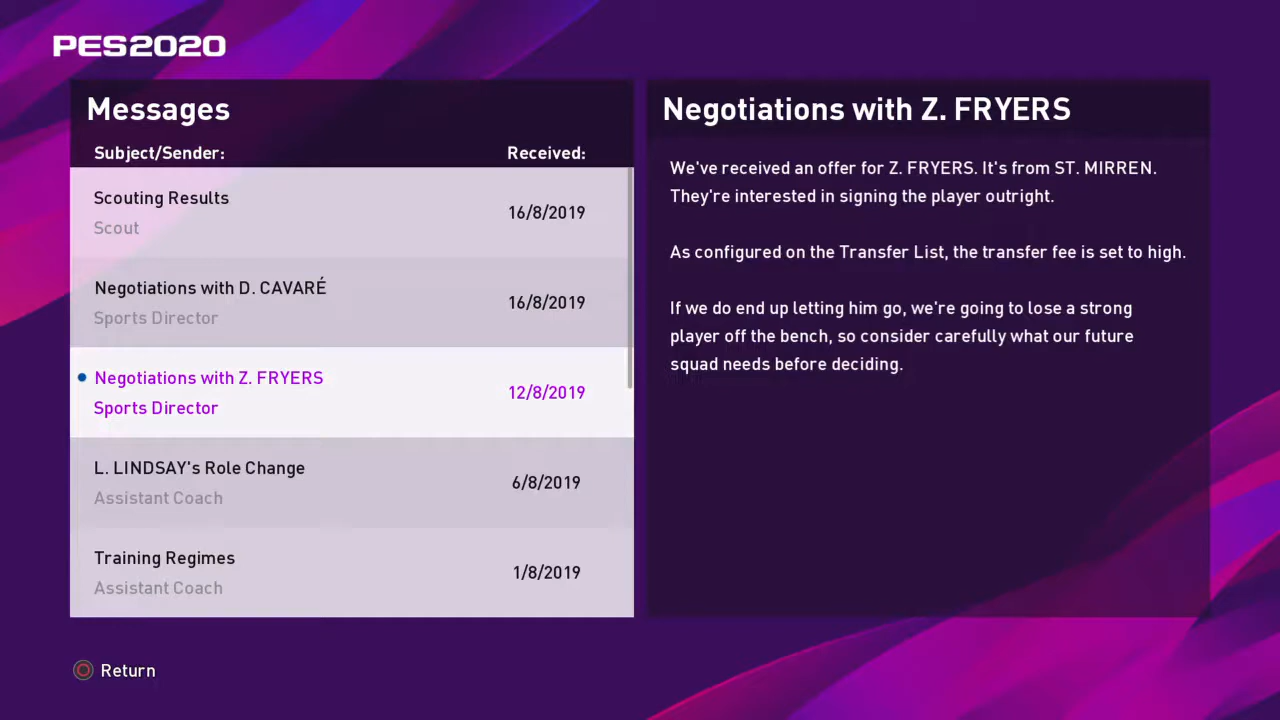 PES2020
Messages
Subject/Sender:
Received:
Scouting Results
Scout
16/8/2019
Negotiations with D. CAVARÉ
Sports Director
16/8/2019
Negotiations with Z. FRYERS
Sports Director
12/8/2019
L. LINDSAY's Role Change
Assistant Coach
6/8/2019
Training Regimes
Assistant Coach
1/8/2019
Negotiations with Z. FRYERS
We've received an offer for Z. FRYERS. It's from ST. MIRREN.
They're interested in signing the player outright.
As configured on the Transfer List, the transfer fee is set to high.
If we do end up letting him go, we're going to lose a strong
player off the bench, so consider carefully what our future
squad needs before deciding.
Return